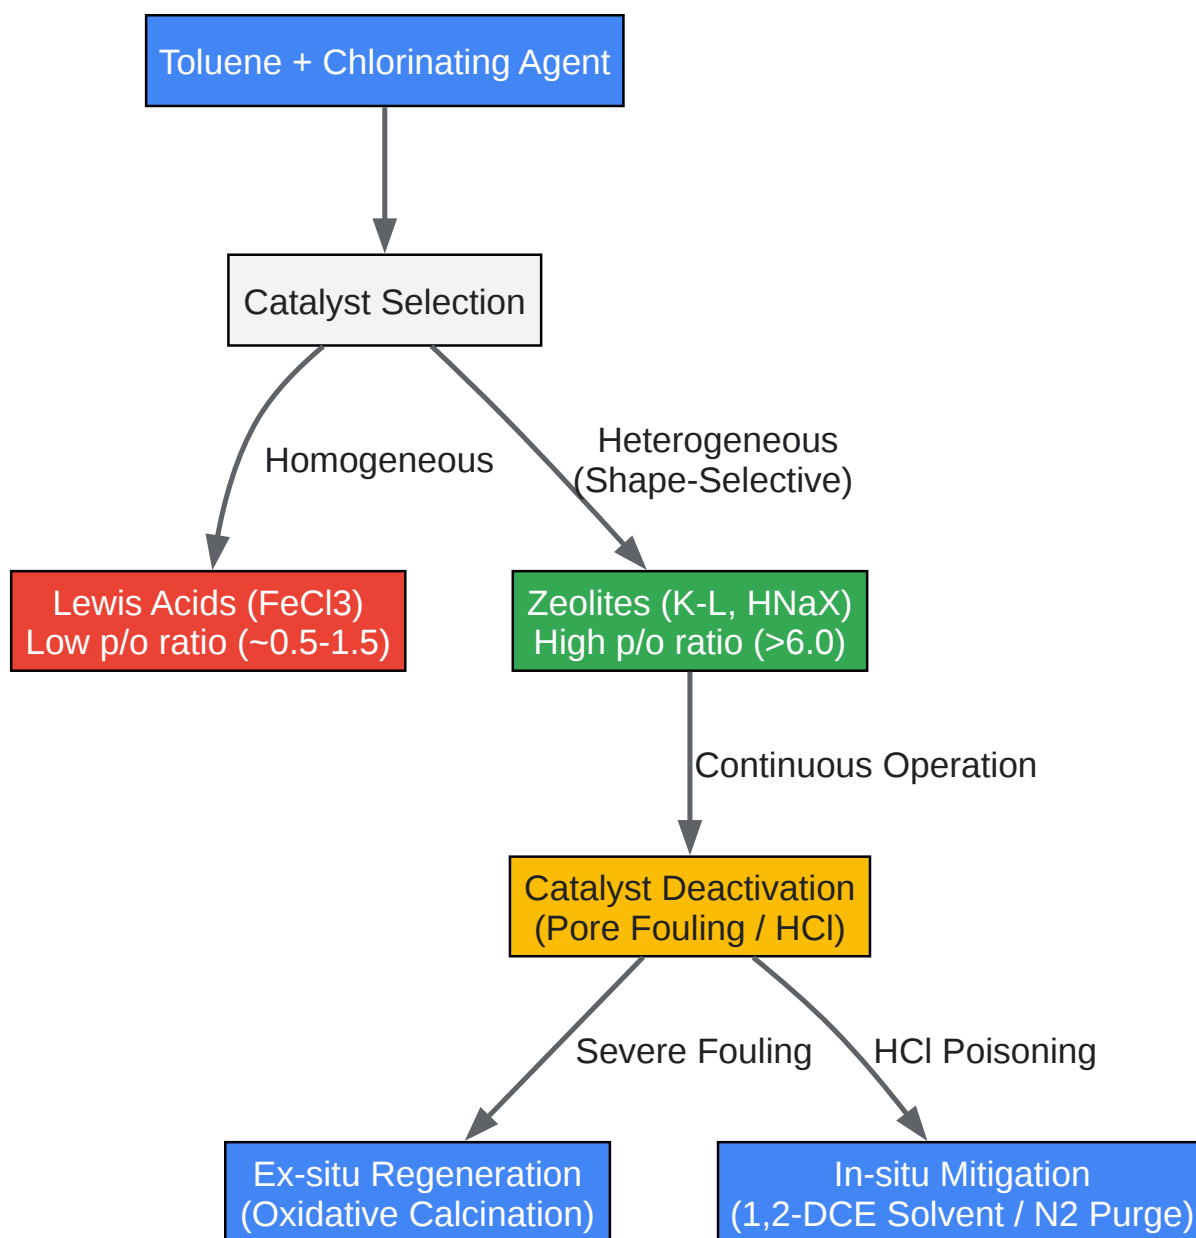 Toluene + Chlorinating Agent
Catalyst Selection
Homogeneous
Heterogeneous
(Shape-Selective)
Lewis Acids (FeCl3)
Low p/o ratio (~0.5-1.5)
Zeolites (K-L, HNaX)
High p/o ratio (>6.0)
Continuous Operation
Catalyst Deactivation
(Pore Fouling / HCl)
Severe Fouling
HCl Poisoning
Ex-situ Regeneration
(Oxidative Calcination)
In-situ Mitigation
(1,2-DCE Solvent / N2 Purge)